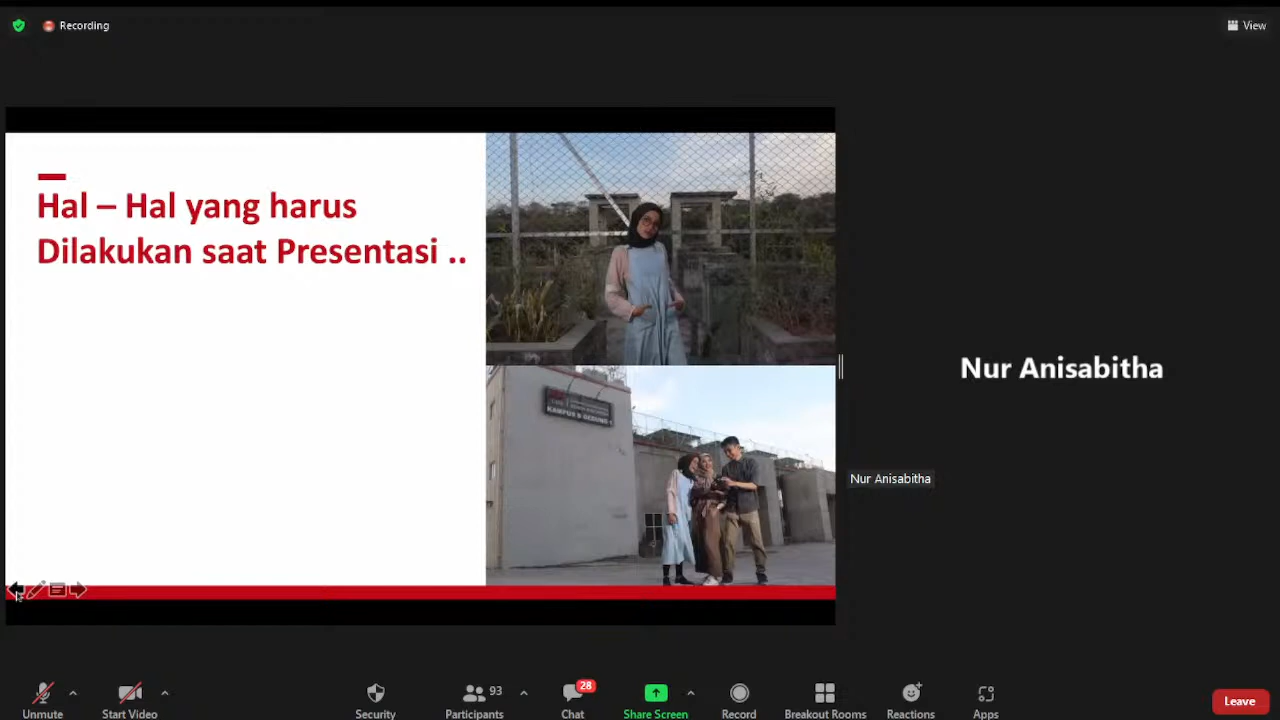 Recording
View
Hal – Hal yang harus
Dilakukan saat Presentasi ..
KAMPUS B GEDUNG
Nur Anisabitha
Nur Anisabitha
Unmute
Start Video
Security
93
Participants
28
Chat
Share Screen
Record
Breakout Rooms
Reactions
Apps
Leave